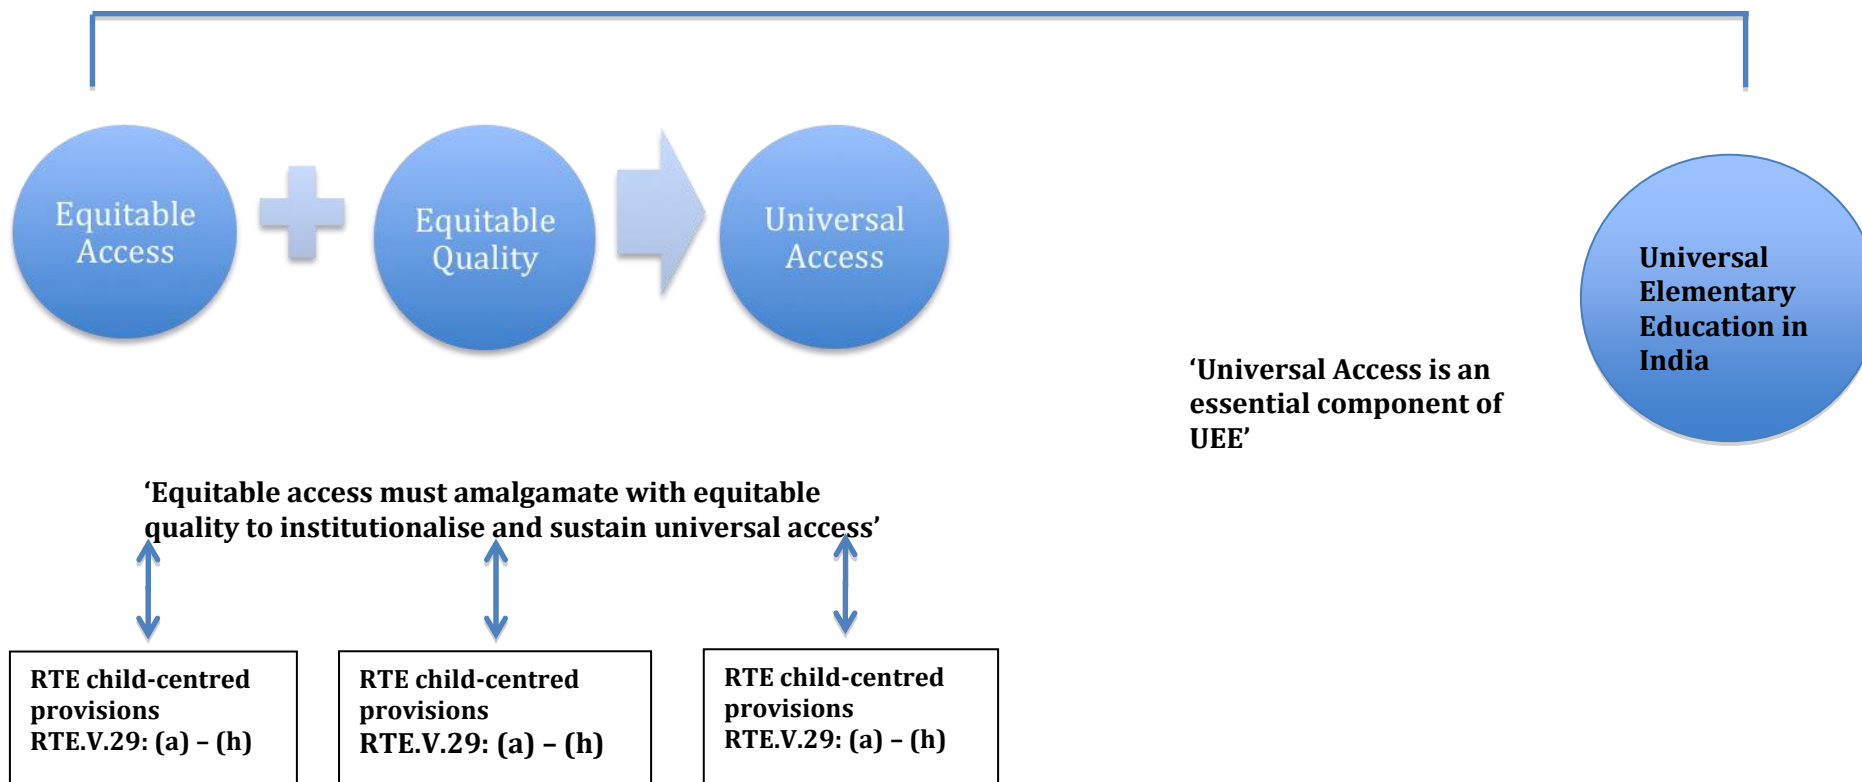 Equitable
Access
Equitable
Quality
Universal
Access
Universal
Elementary
Education in
India
‘Universal Access is an
essential component of
UEE’
‘Equitable access must amalgamate with equitable
quality to institutionalise and sustain universal access’
RTE child-centred
provisions
RTE.V.29: (a) – (h)
RTE child-centred
provisions
RTE.V.29: (a) – (h)
RTE child-centred
provisions
RTE.V.29: (a) – (h)